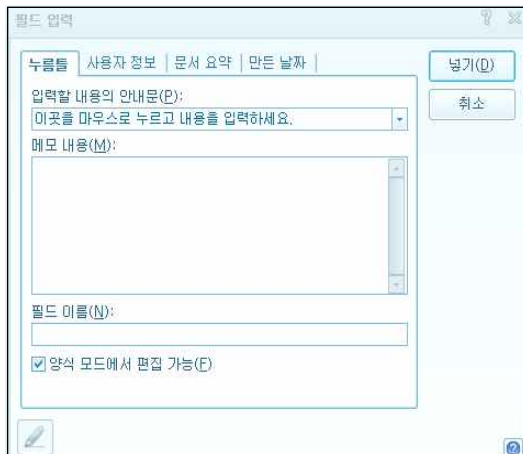 필드 입력
누름틀 사용자 정보 문서 요약 만든 날짜 넣기(D)
입력할 내용의 안내문(P): 취소
이곳을 마우스로 누르고 내용을 입력하세요.
메모 내용(M):
필드 이름(N):
양식 모드에서 편집 가능(F)